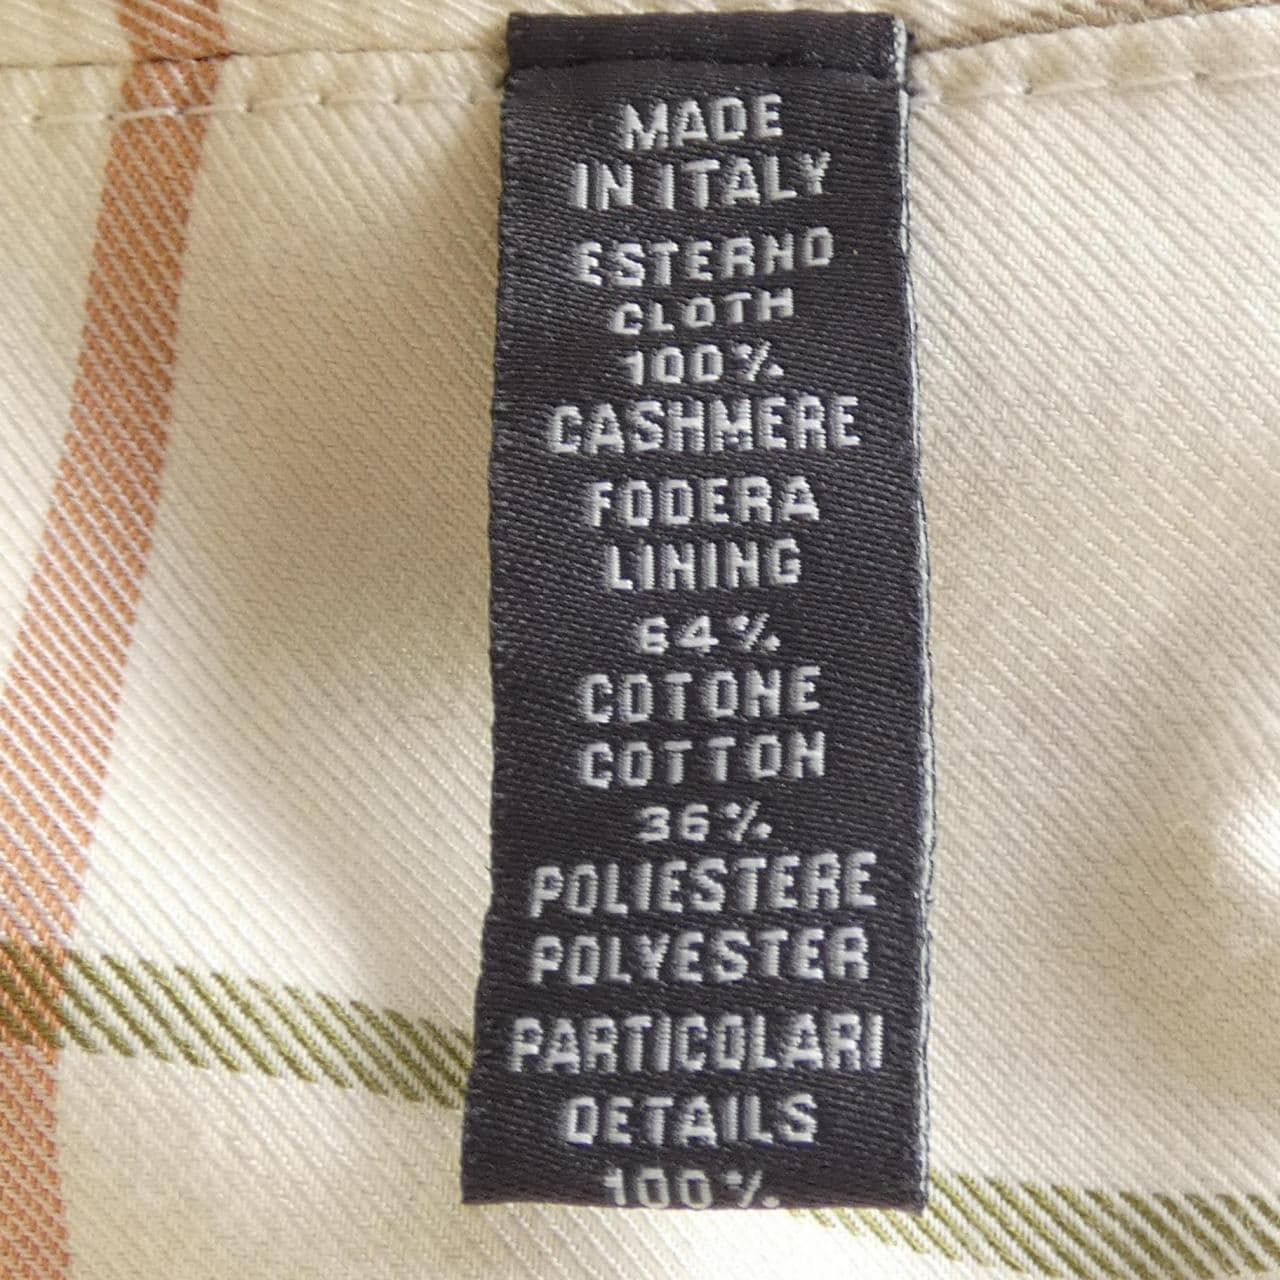 MADE
IN ITALY
ESTERNO
CLOTH
100%
CASHMERE
FODERA
LINING
64%
COTONE
COTTON
36%
POLIESTERE
POLYESTER
PARTICOLARI
DETAILS
100%